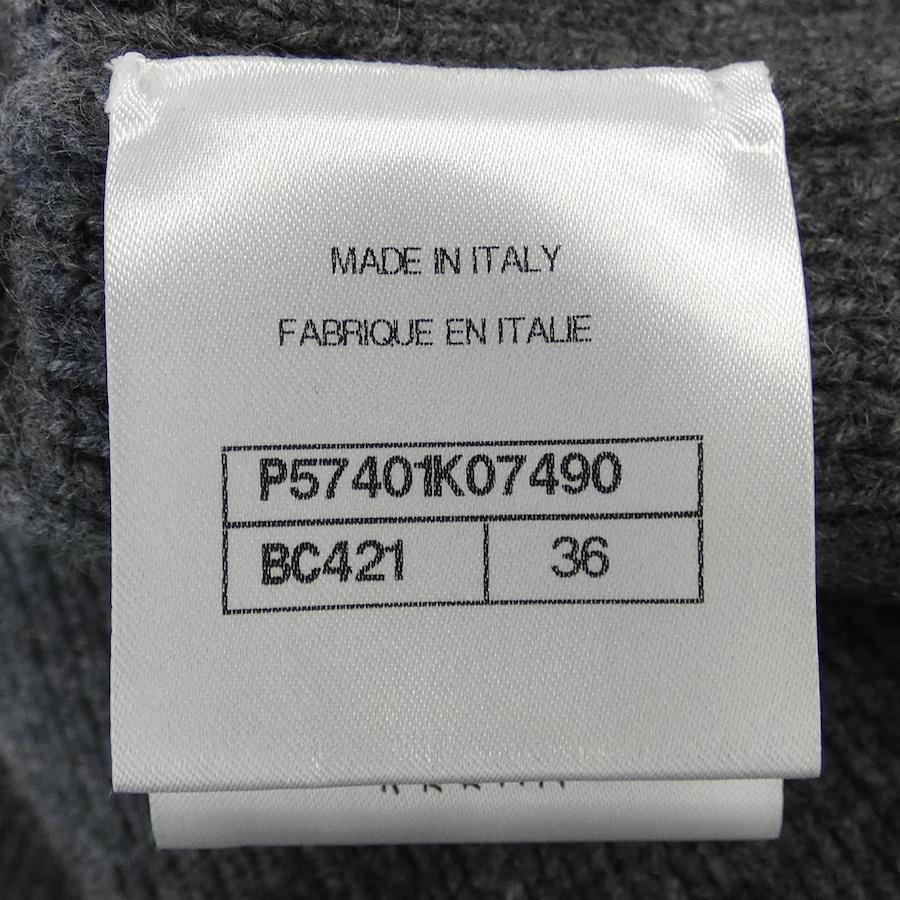 MADE IN ITALY
FABRIQUE EN ITALIE
P57401K07490
BC421 36